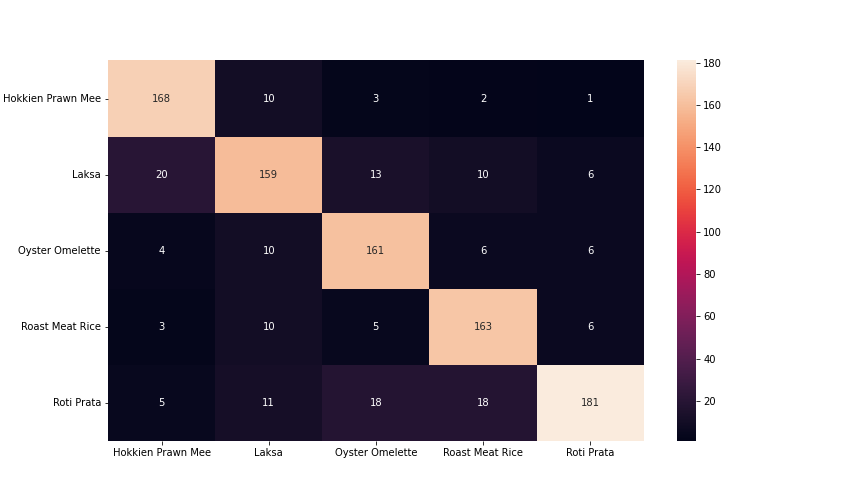 Hokkien Prawn Mee 168 10 3 2 1
Laksa 20 159 13 10 6
Oyster Omelette 4 10 161 6 6
Roast Meat Rice 3 10 5 163 6
Roti Prata 5 11 18 18 181
Hokkien Prawn Mee Laksa Oyster Omelette Roast Meat Rice Roti Prata
180
160
140
120
100
80
60
40
20